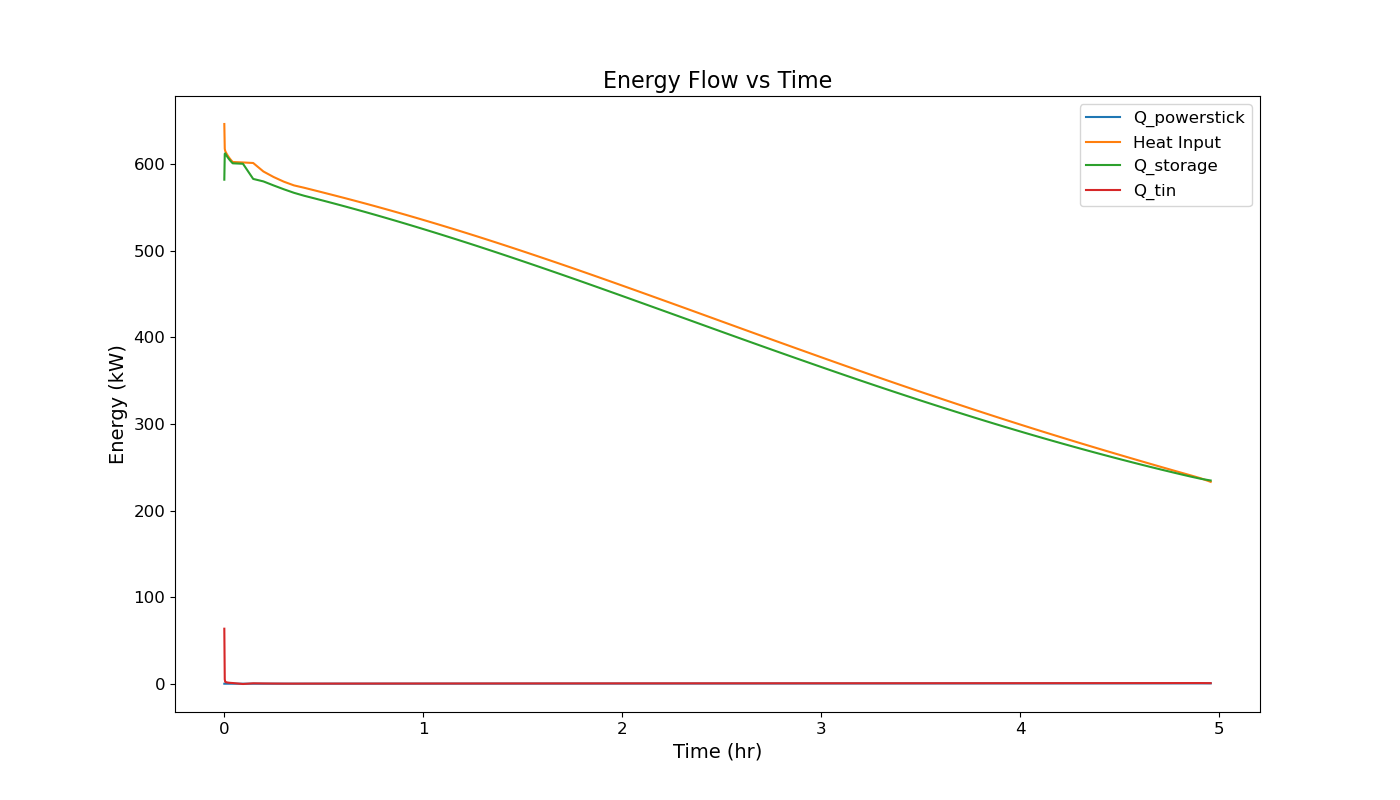 Energy Flow vs Time
Q_powerstick
Heat Input
Q_storage
Q_tin
Energy (kW)
600
500
400
300
200
100
0
0 1 2 3 4 5
Time (hr)